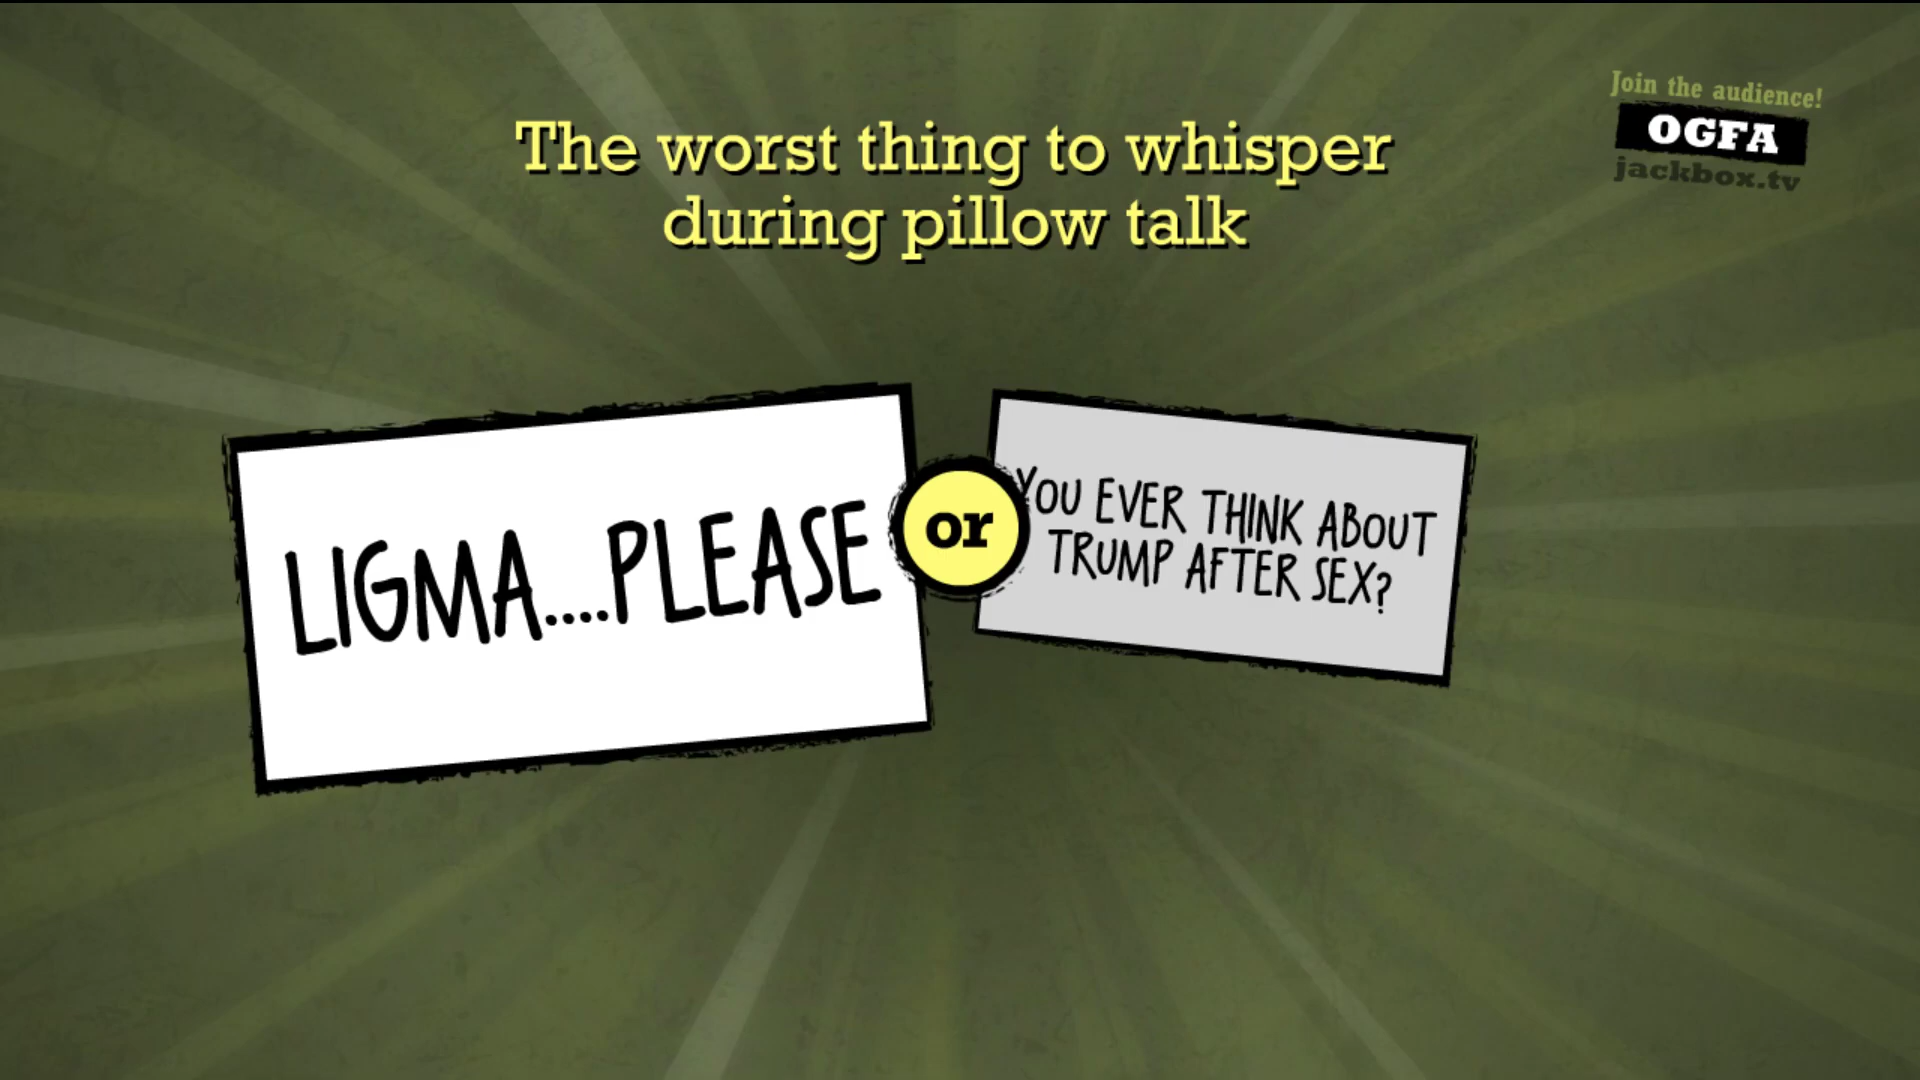 Join the audience!
OGFA
jackbox.tv
The worst thing to whisper
during pillow talk
LIGMA....PLEASE
or
YOU EVER THINK ABOUT
TRUMP AFTER SEX?